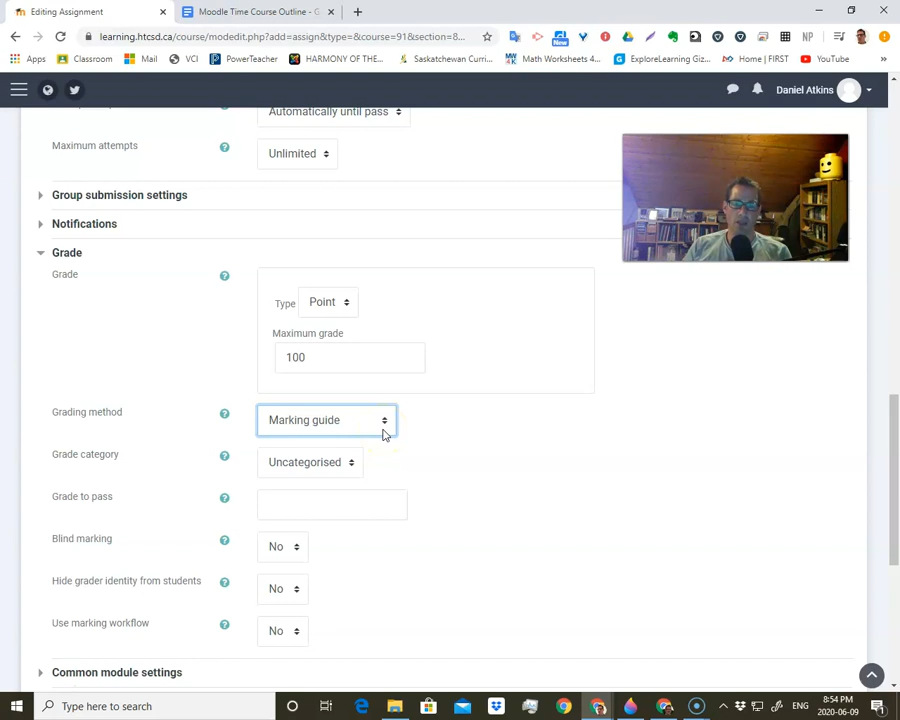 Editing Assignment
Moodle Time Course Outline - G
learning.htcsd.ca/course/modedit.php?add=assign&type=&course=91&section=8...
New
NP
Apps
Classroom
Mail
VCI
PowerTeacher
HARMONY OF THE...
Saskatchewan Curri...
Math Worksheets 4...
ExploreLearning Giz...
Home | FIRST
YouTube
Daniel Atkins
Automatically until pass
Maximum attempts
Unlimited
Group submission settings
Notifications
Grade
Grade
Type Point
Maximum grade
100
Grading method
Marking guide
Grade category
Uncategorised
Grade to pass
Blind marking
No
Hide grader identity from students
No
Use marking workflow
No
Common module settings
Type here to search
ENG
8:54 PM
2020-06-09